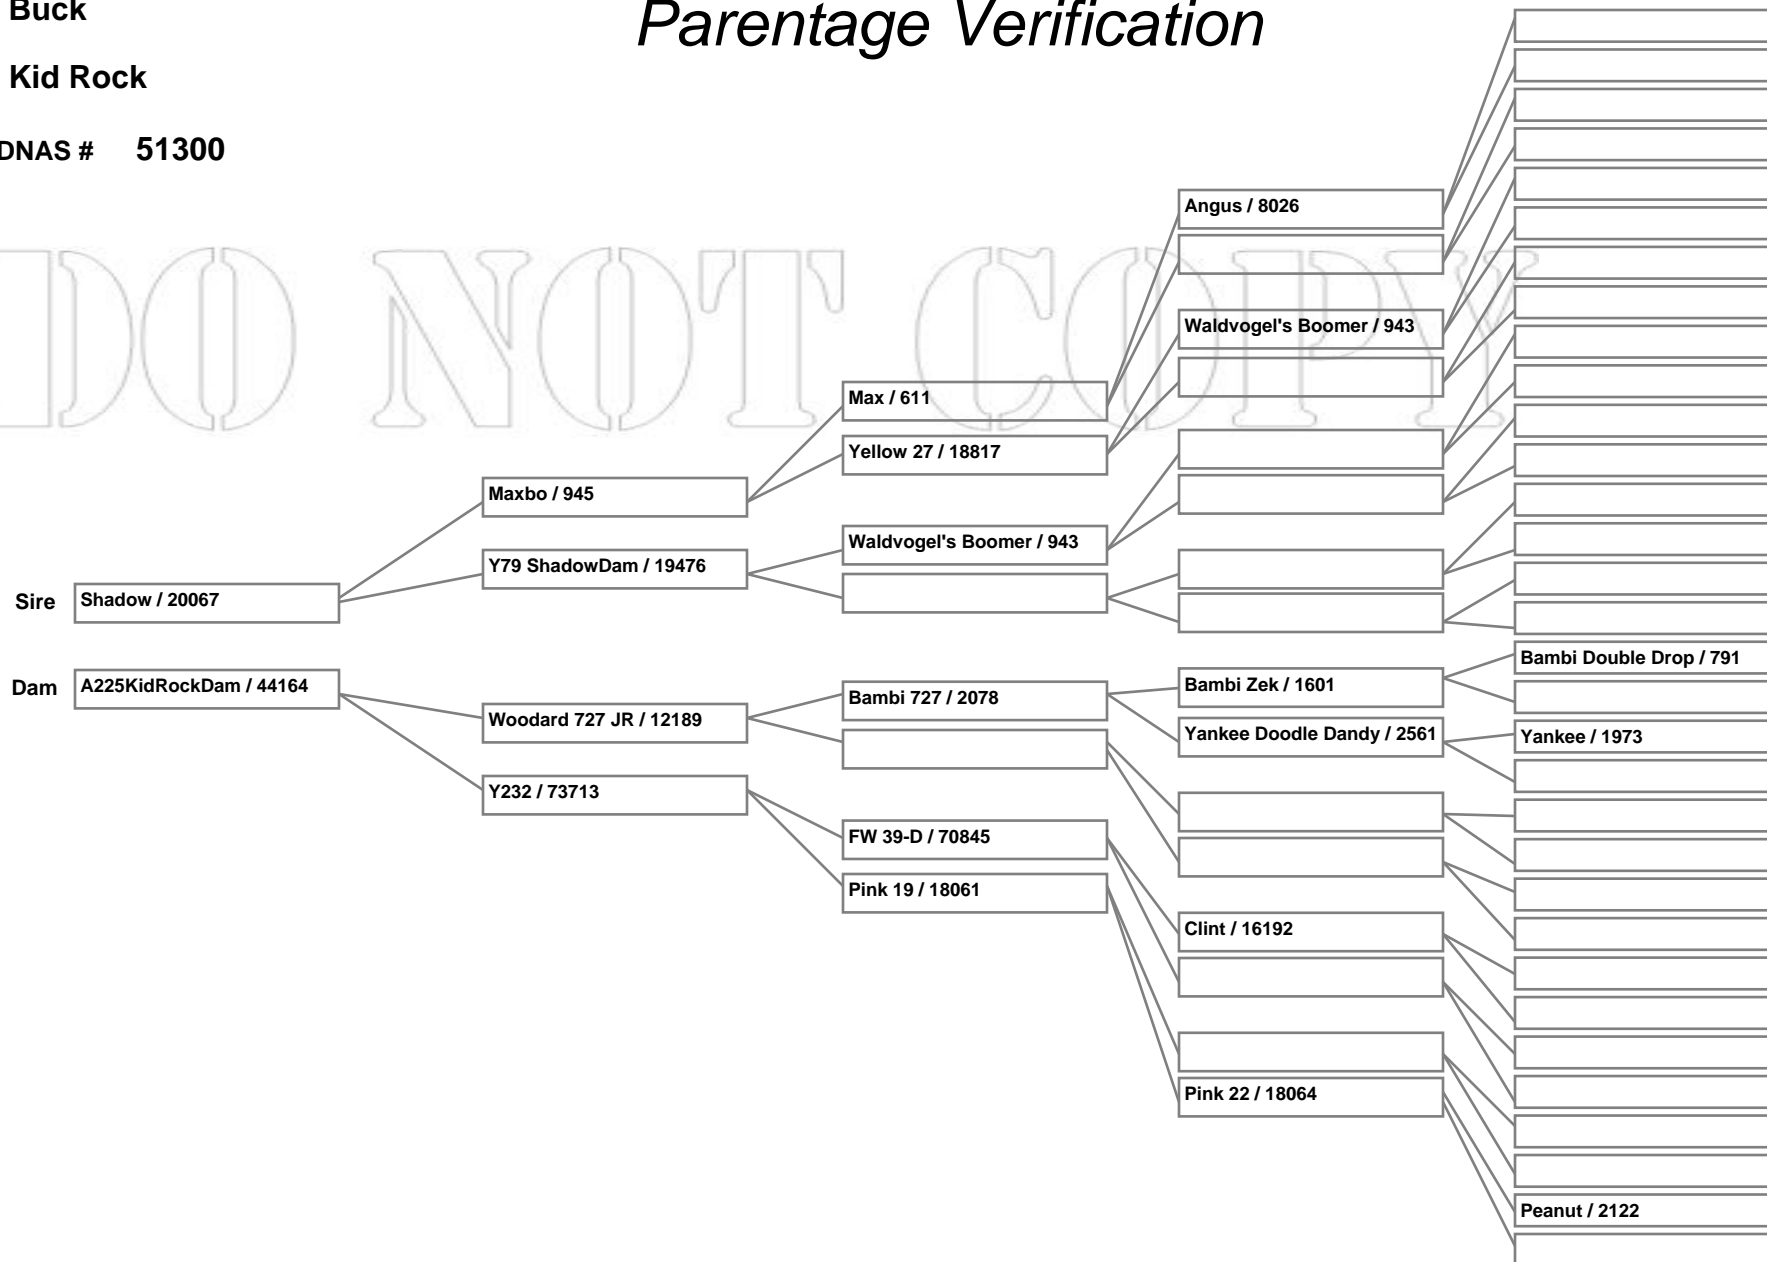 Buck
Parentage Verification
Kid Rock
DNAS # 51300
DO NOT COPY
Angus / 8026
Waldvogel's Boomer / 943
Max / 611
Yellow 27 / 18817
Maxbo / 945
Waldvogel's Boomer / 943
Y79 ShadowDam / 19476
Sire Shadow / 20067
Bambi Double Drop / 791
Dam A225KidRockDam / 44164
Bambi Zek / 1601
Bambi 727 / 2078
Woodard 727 JR / 12189
Yankee Doodle Dandy / 2561
Yankee / 1973
Y232 / 73713
FW 39-D / 70845
Pink 19 / 18061
Clint / 16192
Pink 22 / 18064
Peanut / 2122